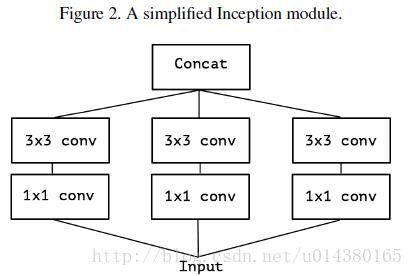 Figure 2. A simplified Inception module.
Concat
3x3 conv 3x3 conv 3x3 conv
1x1 conv 1x1 conv 1x1 conv
http://blog.csdn.net/u014380165
Input